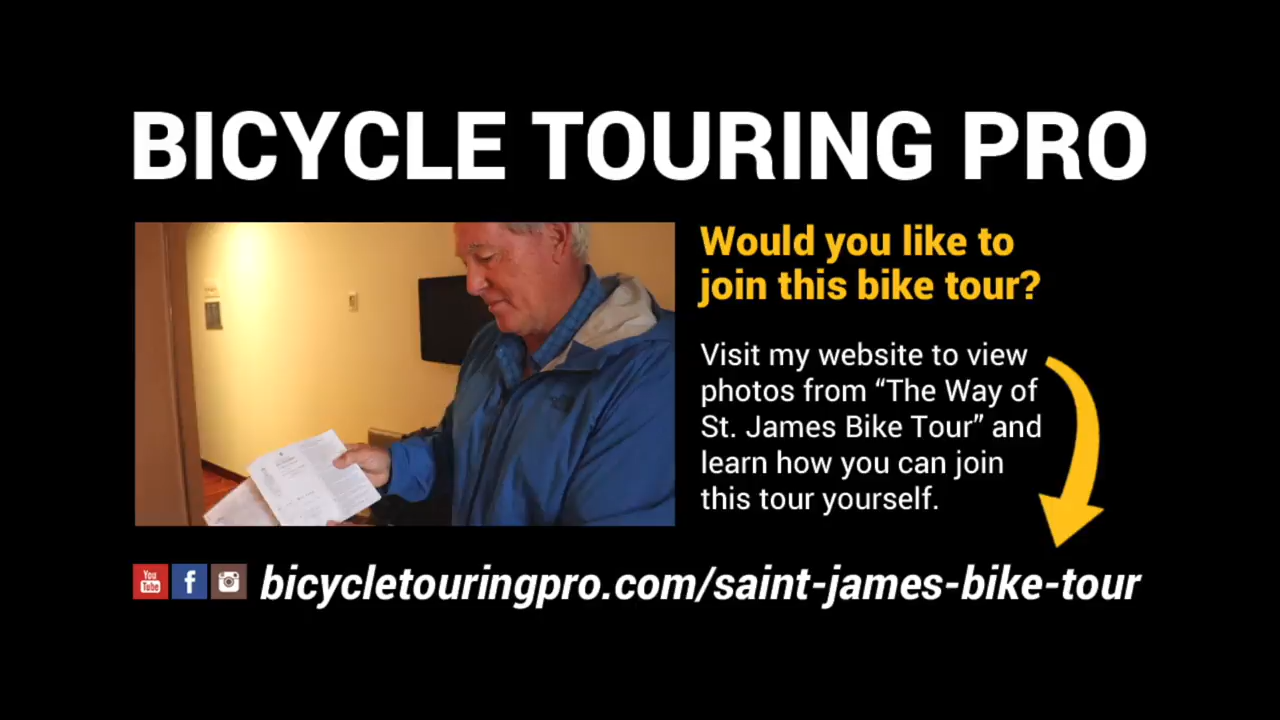 BICYCLE TOURING PRO
Would you like to
join this bike tour?
Visit my website to view
photos from “The Way of
St. James Bike Tour” and
learn how you can join
this tour yourself.
You
Tube
f
bicycletouringpro.com/saint-james-bike-tour